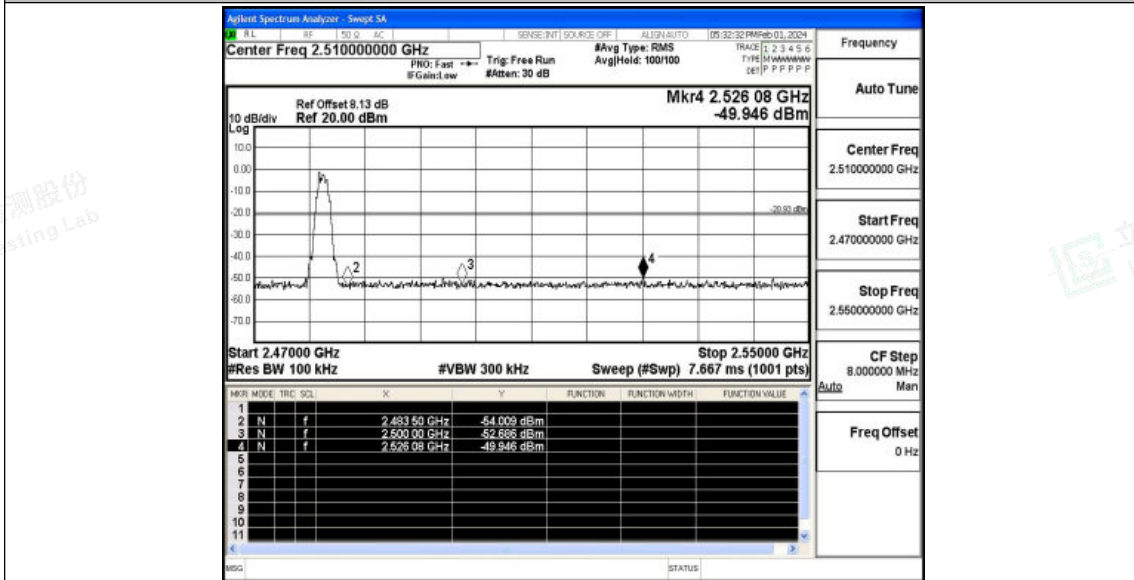 Agilent Spectrum Analyzer - Swept SA
RL RF 50 Ω AC SENSE:INT SOURCE OFF ALIGN AUTO 05:32:32 PM Feb 01, 2024
Center Freq 2.510000000 GHz
PNO: Fast
IFGain:Low
Trig: Free Run
#Atten: 30 dB
#Avg Type: RMS
Avg|Hold: 100/100
TRACE 1 2 3 4 5 6
TYPE M W W W W W
DET P P P P P P
Frequency
Auto Tune
Center Freq
2.510000000 GHz
Start Freq
2.470000000 GHz
Stop Freq
2.550000000 GHz
CF Step
8.000000 MHz
Auto Man
Freq Offset
0 Hz
Mkr4 2.526 08 GHz
-49.946 dBm
Ref Offset 8.13 dB
Ref 20.00 dBm
10 dB/div
Log
10.0
0.00
-10.0
-20.0
-30.0
-40.0
-50.0
-60.0
-70.0
-20.93 dBm
2
3
4
Start 2.47000 GHz Stop 2.55000 GHz
#Res BW 100 kHz #VBW 300 kHz Sweep (#Swp) 7.667 ms (1001 pts)
MKR MODE TRC SCL X Y FUNCTION FUNCTION WIDTH FUNCTION VALUE
1
2 N f 2.483 50 GHz -54.009 dBm
3 N f 2.500 00 GHz -52.686 dBm
4 N f 2.526 08 GHz -49.946 dBm
5
6
7
8
9
10
11
MSG STATUS
测股份
sting Lab
立